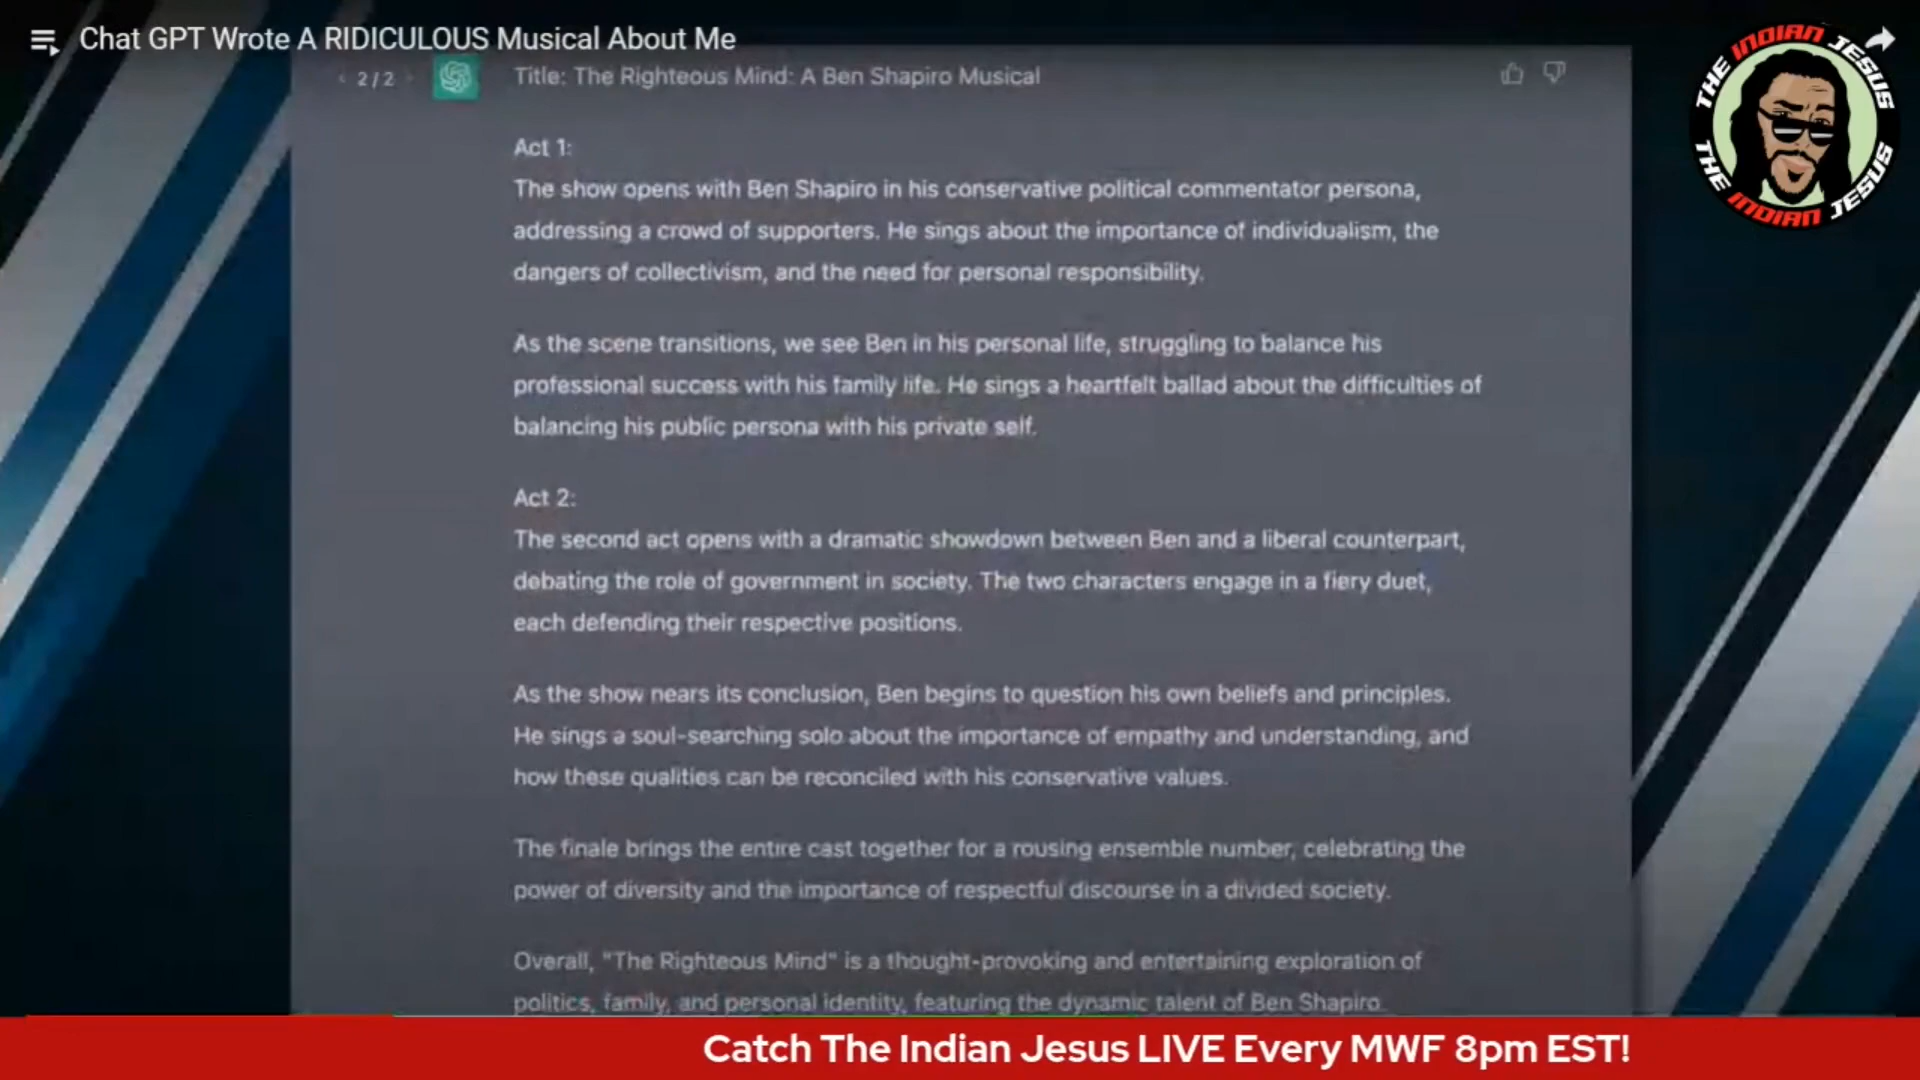 Chat GPT Wrote A RIDICULOUS Musical About Me
THE INDIAN JESUS
THE INDIAN JESUS
2 / 2
Title: The Righteous Mind: A Ben Shapiro Musical
Act 1:
The show opens with Ben Shapiro in his conservative political commentator persona,
addressing a crowd of supporters. He sings about the importance of individualism, the
dangers of collectivism, and the need for personal responsibility.
As the scene transitions, we see Ben in his personal life, struggling to balance his
professional success with his family life. He sings a heartfelt ballad about the difficulties of
balancing his public persona with his private self.
Act 2:
The second act opens with a dramatic showdown between Ben and a liberal counterpart,
debating the role of government in society. The two characters engage in a fiery duet,
each defending their respective positions.
As the show nears its conclusion, Ben begins to question his own beliefs and principles.
He sings a soul-searching solo about the importance of empathy and understanding, and
how these qualities can be reconciled with his conservative values.
The finale brings the entire cast together for a rousing ensemble number, celebrating the
power of diversity and the importance of respectful discourse in a divided society.
Overall, "The Righteous Mind" is a thought-provoking and entertaining exploration of
politics, family, and personal identity, featuring the dynamic talent of Ben Shapiro.
Catch The Indian Jesus LIVE Every MWF 8pm EST!